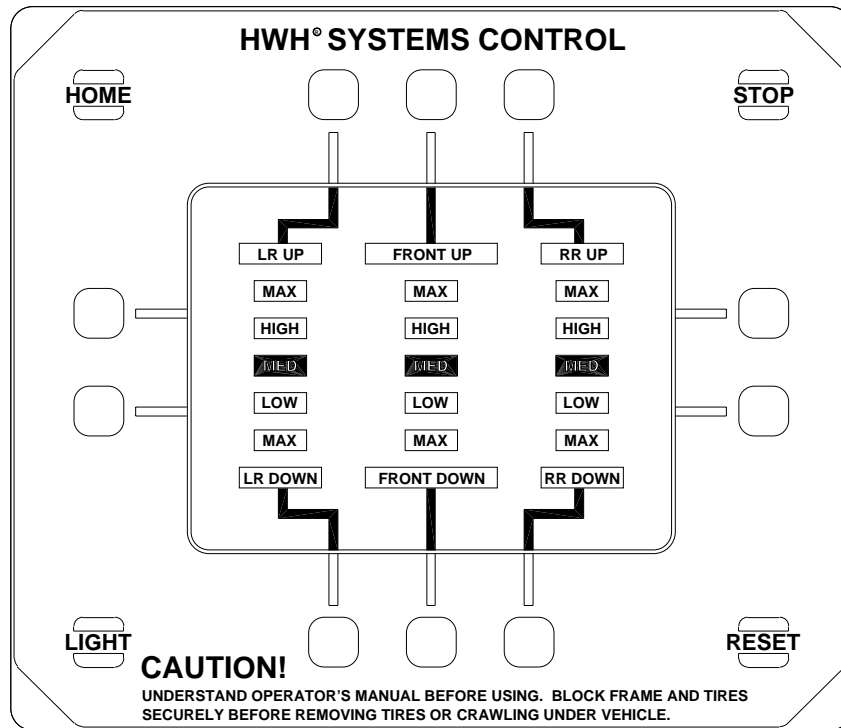 HWH® SYSTEMS CONTROL
HOME STOP
LR UP FRONT UP RR UP
MAX MAX MAX
HIGH HIGH HIGH
MED MED MED
LOW LOW LOW
MAX MAX MAX
LR DOWN FRONT DOWN RR DOWN
LIGHT RESET
CAUTION!
UNDERSTAND OPERATOR'S MANUAL BEFORE USING. BLOCK FRAME AND TIRES
SECURELY BEFORE REMOVING TIRES OR CRAWLING UNDER VEHICLE.